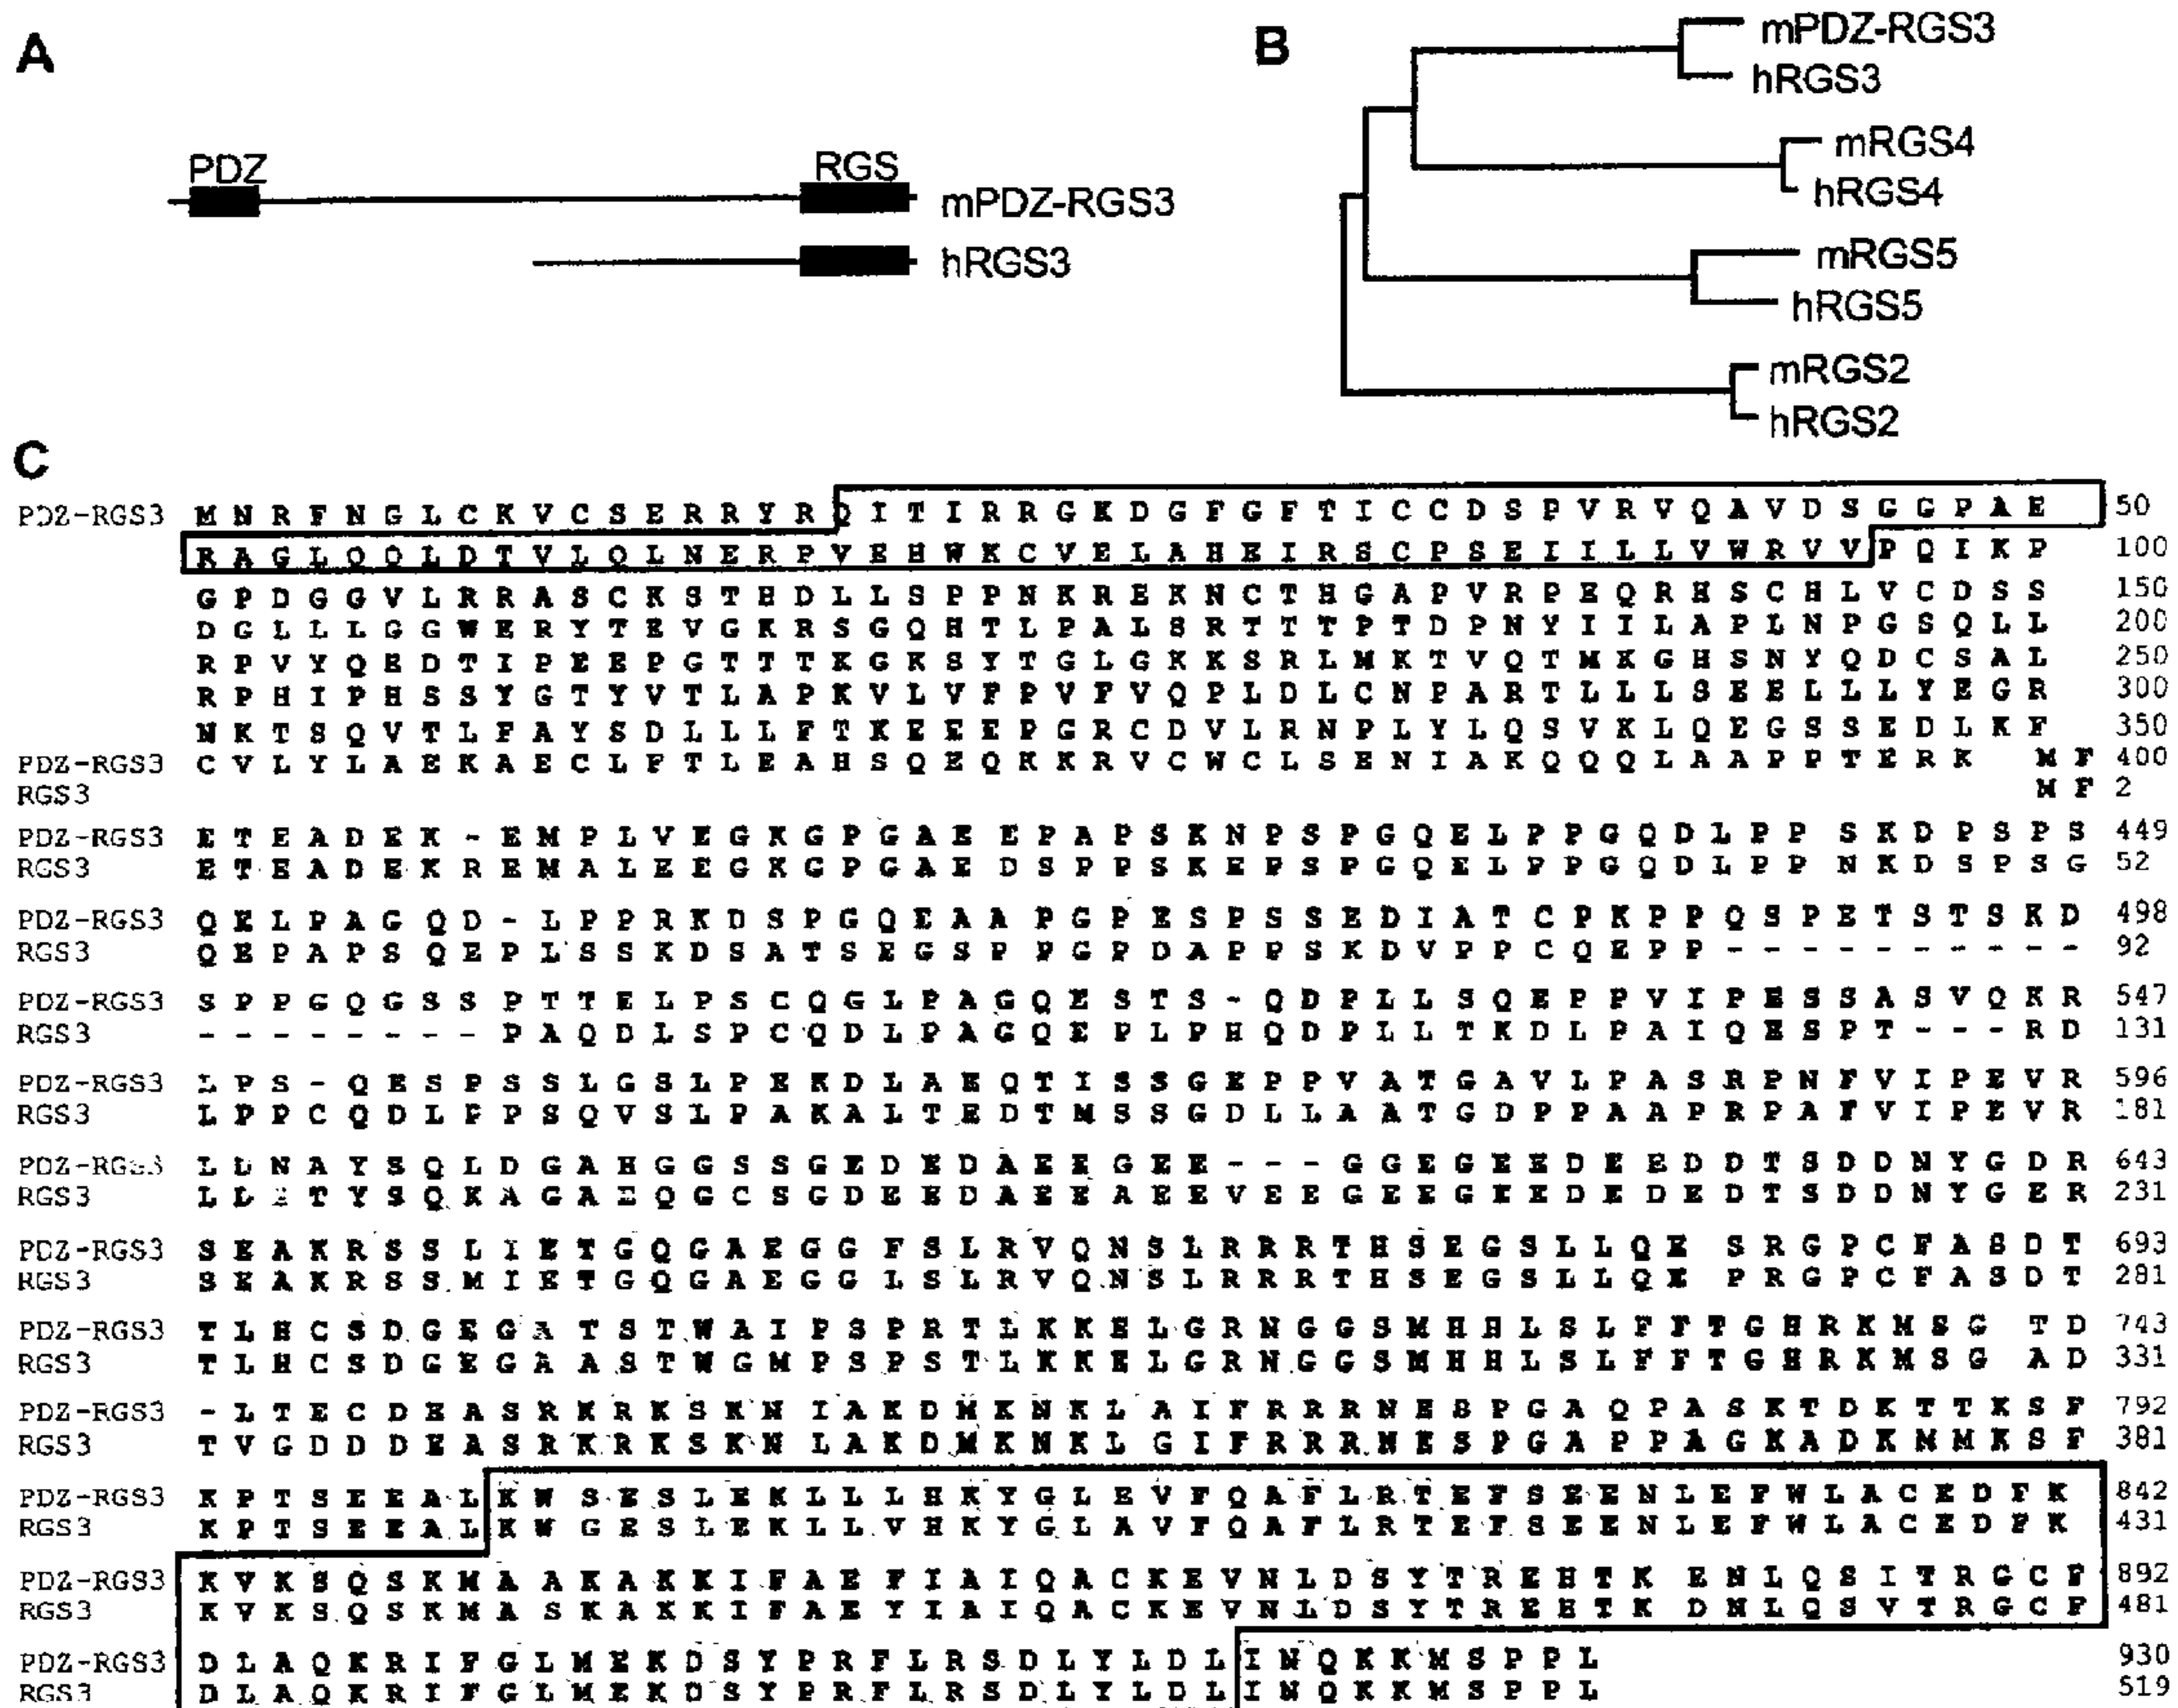 A
PDZ
RGS
mPDZ-RGS3
hRGS3
B
mPDZ-RGS3
hRGS3
mRGS4
hRGS4
mRGS5
hRGS5
mRGS2
hRGS2
C
PDZ-RGS3 M N R F N G L C K V C S E R R Y R Q I T I R R G K D G F G F T I C C D S P V R V Q A V D S G G P A E 50
R A G L Q Q L D T V L Q L N E R P V E H W K C V E L A H E I R S C P S E I I L L V W R V V P Q I K P 100
G P D G G V L R R A S C K S T H D L L S P P N K R E K N C T H G A P V R P E Q R H S C H L V C D S S 150
D G L L L G G W E R Y T E V G K R S G Q H T L P A L S R T T T P T D P N Y I I L A P L N P G S Q L L 200
R P V Y Q E D T I P E E P G T T T K G K S Y T G L G K K S R L M K T V Q T M K G H S N Y Q D C S A L 250
R P H I P H S S Y G T Y V T L A P K V L V F P V F V Q P L D L C N P A R T L L L S E E L L L Y E G R 300
N K T S Q V T L F A Y S D L L L F T K E E E P G R C D V L R N P L Y L Q S V K L Q E G S S E D L K F 350
PDZ-RGS3 C V L Y L A E K A E C L F T L E A H S Q E Q K K R V C W C L S E N I A K Q Q Q L A A P P T E R K M F 400
RGS3 M F 2
PDZ-RGS3 E T E A D E K - E M P L V E G K G P G A E E P A P S K N P S P G Q E L P P G Q D L P P S K D P S P S 449
RGS3 E T E A D E K R E M A L E E G K G P G A E D S P P S K E P S P G Q E L P P G Q D L P P N K D S P S G 52
PDZ-RGS3 Q E L P A G Q D - L P P R K D S P G Q E A A P G P E S P S S E D I A T C P K P P Q S P E T S T S K D 498
RGS3 Q E P A P S Q E P L S S K D S A T S E G S P P G P D A P P S K D V P P C Q E P P - - - - - - - - - - 92
PDZ-RGS3 S P P G Q G S S P T T E L P S C Q G L P A G Q E S T S - Q D P L L S Q E P P V I P E S S A S V Q K R 547
RGS3 - - - - - - - - P A Q D L S P C Q D L P A G Q E P L P H Q D P L L T K D L P A I Q E S P T - - - R D 131
PDZ-RGS3 L P S - Q E S P S S L G S L P E K D L A E Q T I S S G E P P V A T G A V L P A S R P N F V I P E V R 596
RGS3 L P P C Q D L P P S Q V S L P A K A L T E D T M S S G D L L A A T G D P P A A P R P A F V I P E V R 181
PDZ-RGS3 L D N A Y S Q L D G A H G G S S G E D E D A E E G E E - - - G G E G E E D E E D D T S D D N Y G D R 643
RGS3 L D T Y S Q K A G A E Q G C S G D E E D A E E A E E V E E G E E G E E D E D E D T S D D N Y G E R 231
PDZ-RGS3 S E A K R S S L I E T G Q G A E G G F S L R V Q N S L R R R T H S E G S L L Q E S R G P C F A S D T 693
RGS3 S E A K R S S M I E T G Q G A E G G L S L R V Q N S L R R R T H S E G S L L Q E P R G P C F A S D T 281
PDZ-RGS3 T L H C S D G E G A T S T W A I P S P R T L K K E L G R N G G S M H H L S L F F T G H R K M S G T D 743
RGS3 T L H C S D G E G A A S T W G M P S P S T L K K E L G R N G G S M H H L S L F F T G H R K M S G A D 331
PDZ-RGS3 - L T E C D E A S R K R K S K N I A K D M K N K L A I F R R R N E S P G A Q P A S K T D K T T K S F 792
RGS3 T V G D D D E A S R K R K S K N L A K D M K N K L G I F R R R N E S P G A P P A G K A D K M M K S F 381
PDZ-RGS3 K P T S E E A L K W S E S L E K L L L H K Y G L E V F Q A F L R T E F S E E N L E F W L A C E D F K 842
RGS3 K P T S E E A L K W G E S L E K L L V H K Y G L A V F Q A F L R T E F S E E N L E F W L A C E D F K 431
PDZ-RGS3 K V K S Q S K M A A K A K K I F A E F I A I Q A C K E V N L D S Y T R E H T K E N L Q S I T R G C F 892
RGS3 K V K S Q S K M A S K A K K I F A E Y I A I Q A C K E V N L D S Y T R E H T K D N L Q S V T R G C F 481
PDZ-RGS3 D L A Q K R I F G L M E K D S Y P R F L R S D L Y L D L I N Q K K M S P P L 930
RGS3 D L A Q K R I F G L M E K D S Y P R F L R S D L Y L D L I N Q K K M S P P L 519